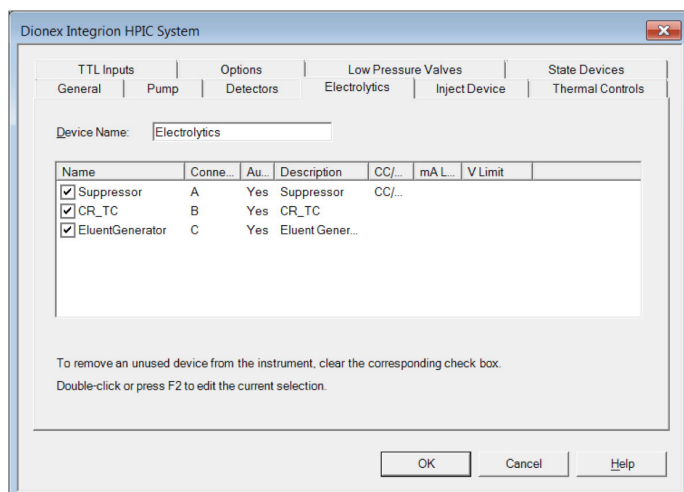 Dionex Integrion HPIC System
TTL Inputs Options Low Pressure Valves State Devices
General Pump Detectors Electrolytics Inject Device Thermal Controls
Device Name: Electrolytics
Name Conne... Au... Description CC/... mA L... V Limit
Suppressor A Yes Suppressor CC/...
CR_TC B Yes CR_TC
EluentGenerator C Yes Eluent Gener...
To remove an unused device from the instrument, clear the corresponding check box.
Double-click or press F2 to edit the current selection.
OK Cancel Help